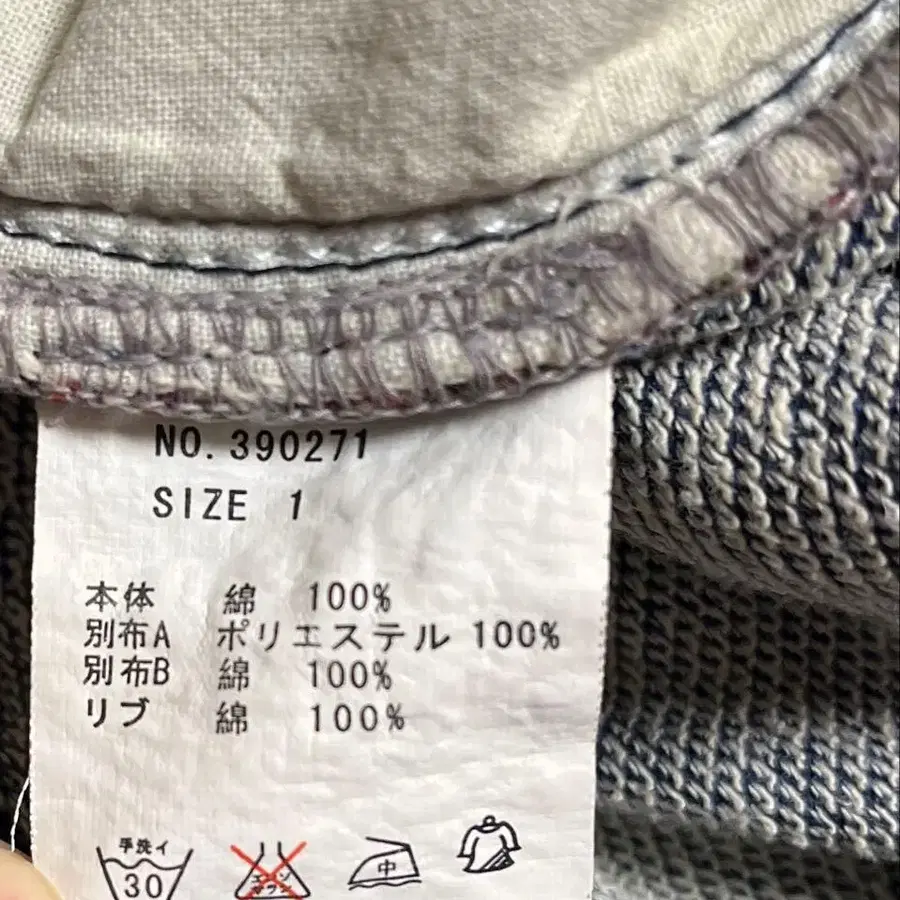 NO. 390271
SIZE 1
本体 綿 100%
別布A ポリエステル 100%
別布B 綿 100%
リブ 綿 100%
手洗イ
30
中